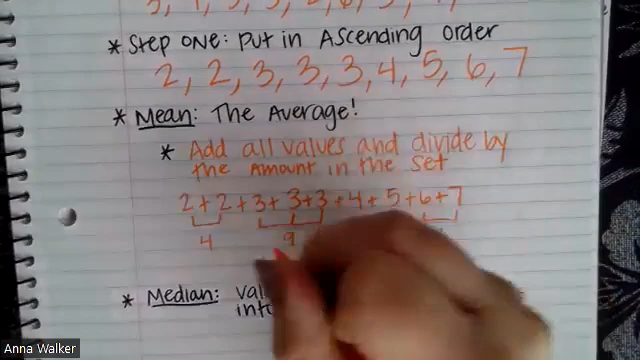 * Step one: Put in Ascending Order
2, 2, 3, 3, 3, 4, 5, 6, 7
* Mean: The Average!
* Add all values and divide by
the Amount in the set
2 + 2 + 3 + 3 + 3 + 4 + 5 + 6 + 7
4 9
* Median:
Anna Walker